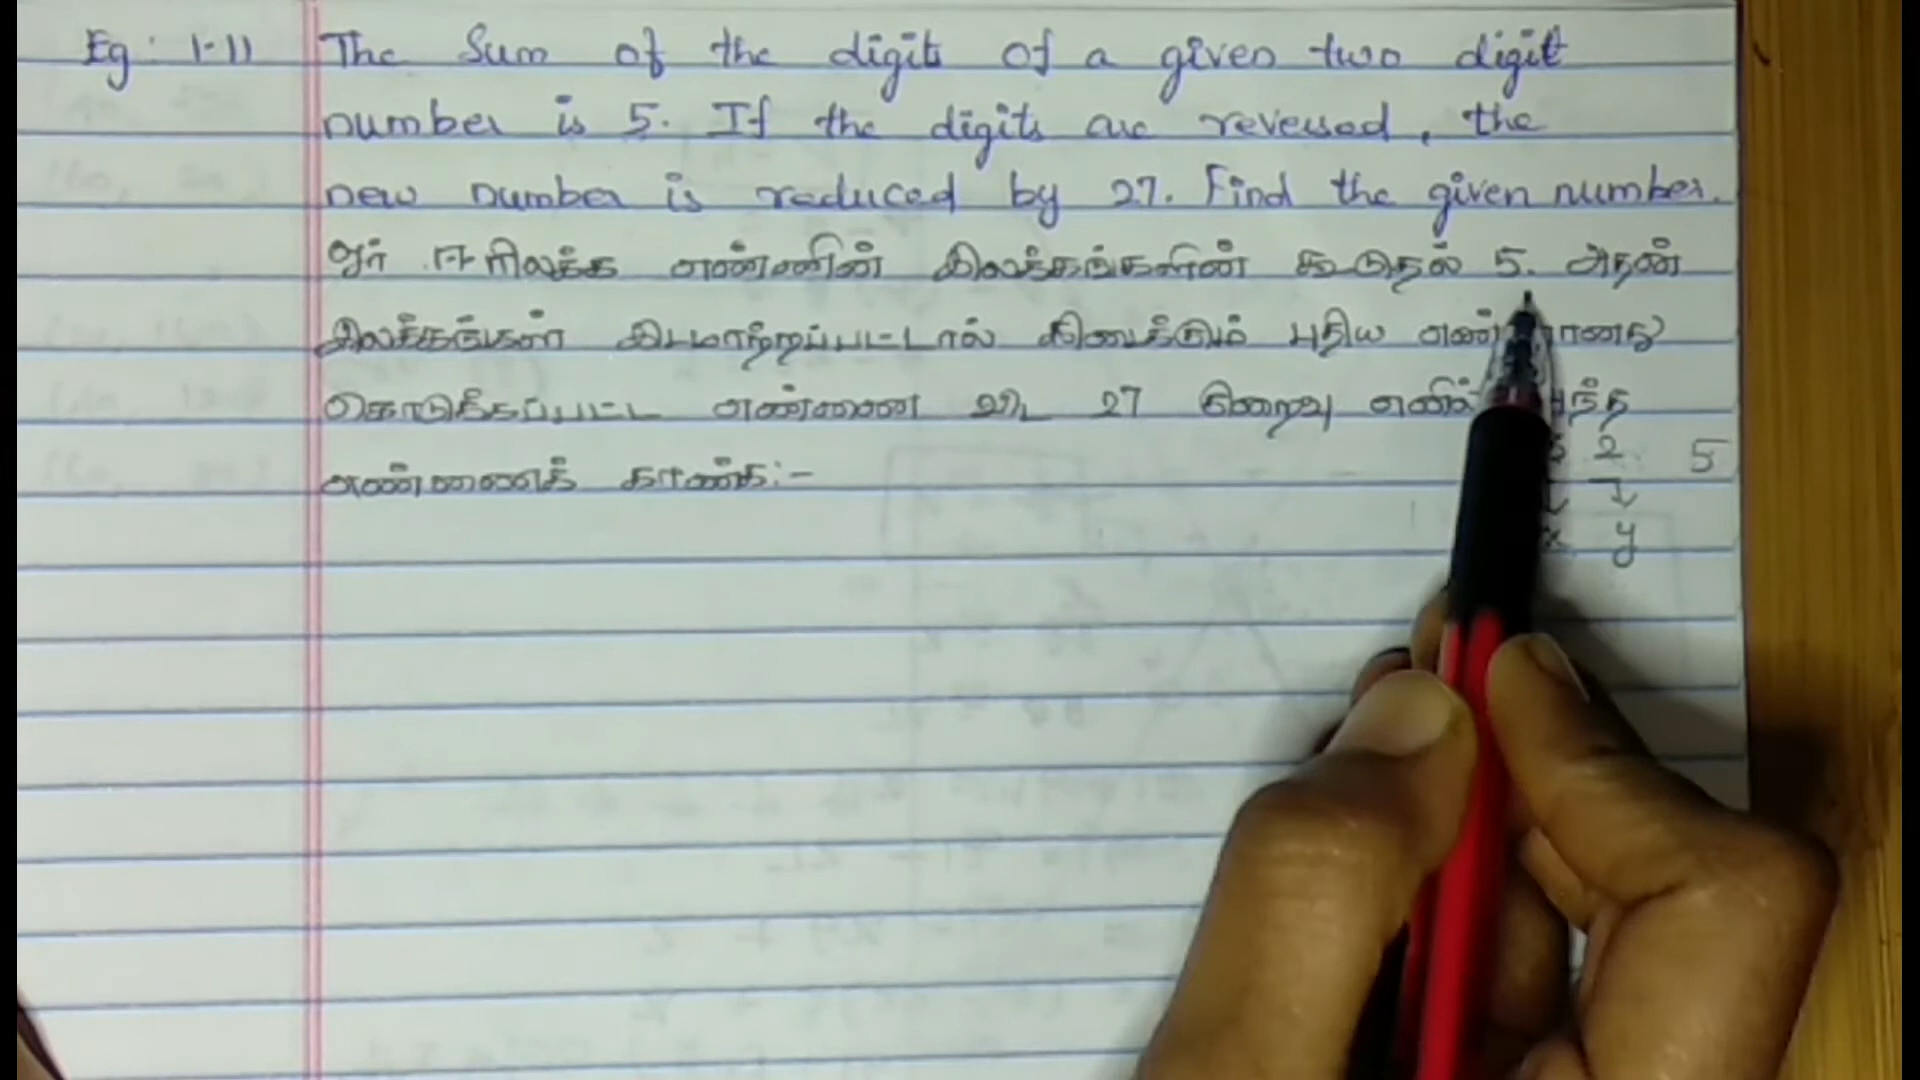 Eg: 1.11 The Sum of the digits of a given two digit
number is 5. If the digits are reversed, the
new number is reduced by 27. Find the given number.
ஓர் ஈரிலக்க எண்ணின் இலக்கங்களின் கூடுதல் 5. அதன்
இலக்கங்கள் இடமாற்றப்பட்டால் கிடைக்கும் புதிய
கொடுக்கப்பட்ட எண்ணை விட 27 குறைவு எனில்
2 5
எண்ணைக் காண்க:-
y